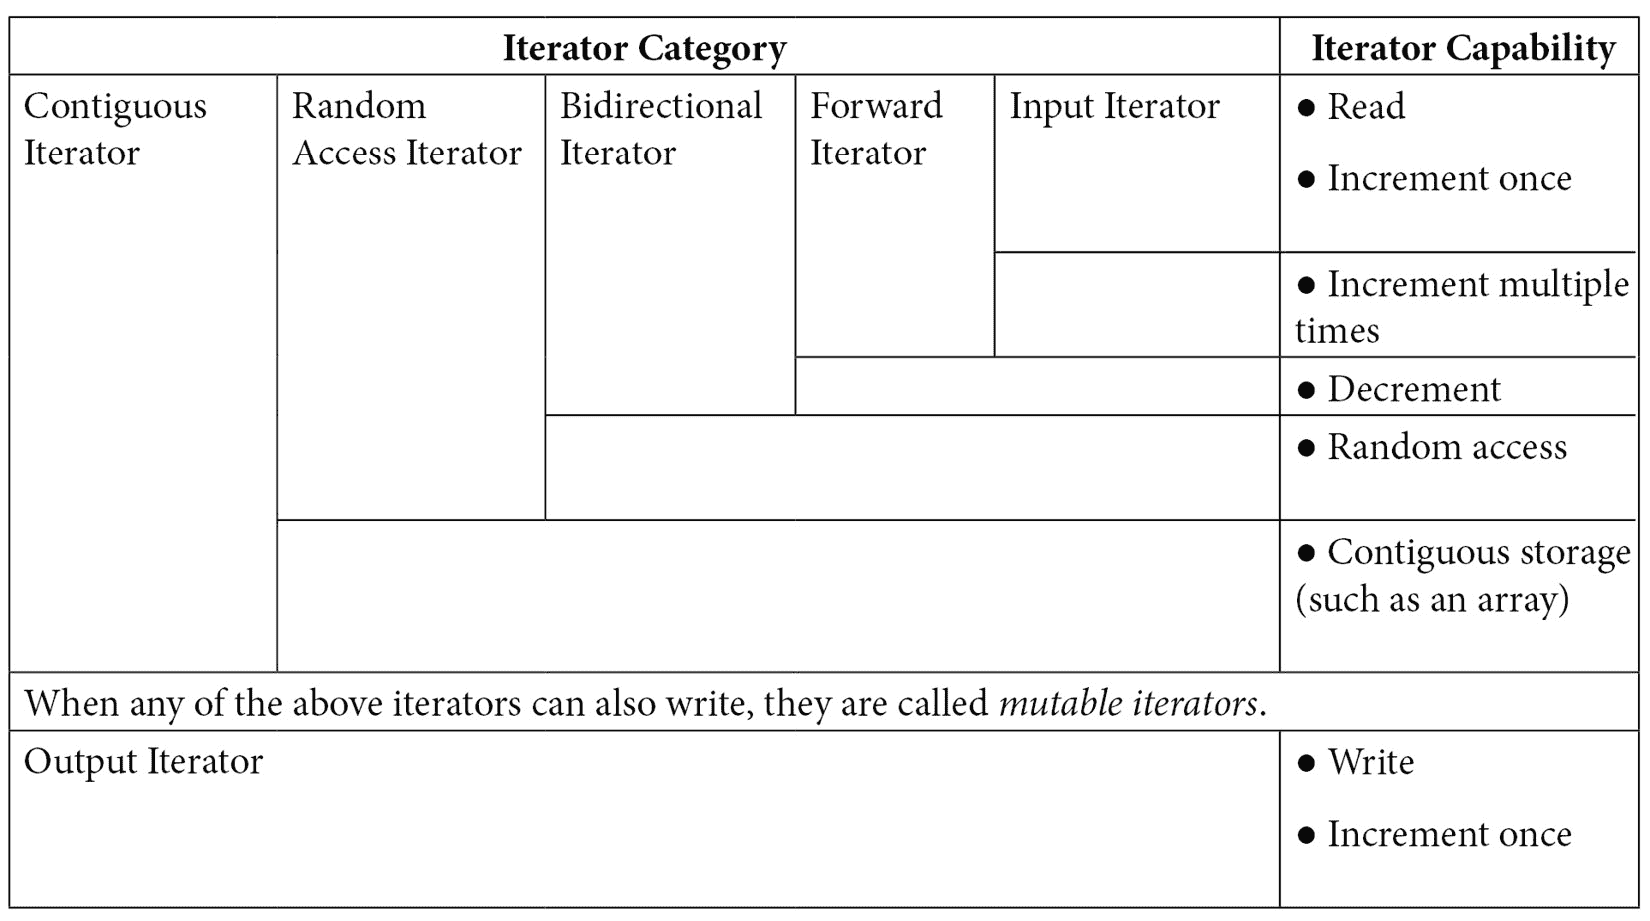 Iterator Category
Iterator Capability
Contiguous
Iterator
Random
Access Iterator
Bidirectional
Iterator
Forward
Iterator
Input Iterator
● Read
● Increment once
● Increment multiple
times
● Decrement
● Random access
● Contiguous storage
(such as an array)
When any of the above iterators can also write, they are called mutable iterators.
Output Iterator
● Write
● Increment once